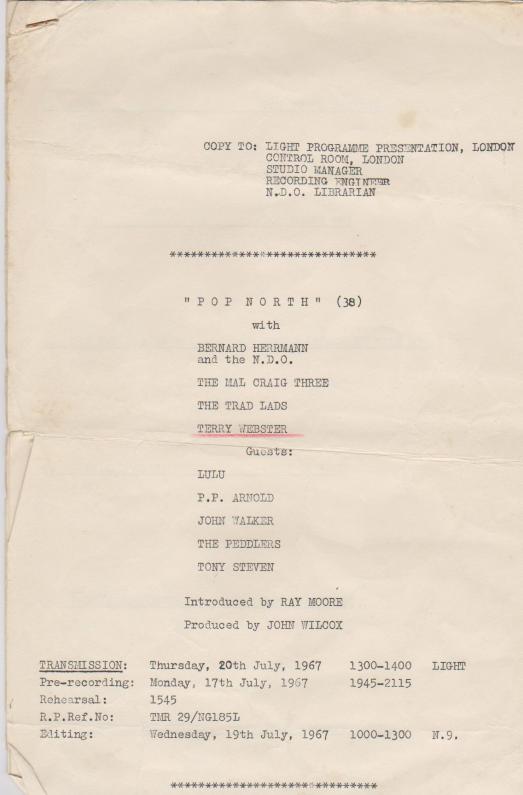 COPY TO: LIGHT PROGRAMME PRESENTATION, LONDON
CONTROL ROOM, LONDON
STUDIO MANAGER
RECORDING ENGINEER
N.D.O. LIBRARIAN
*****************************
"P O P N O R T H" (38)
with
BERNARD HERRMANN
and the N.D.O.
THE MAL CRAIG THREE
THE TRAD LADS
TERRY WEBSTER
Guests:
LULU
P.P. ARNOLD
JOHN WALKER
THE PEDDLERS
TONY STEVEN
Introduced by RAY MOORE
Produced by JOHN WILCOX
TRANSMISSION: Thursday, 20th July, 1967 1300-1400 LIGHT
Pre-recording: Monday, 17th July, 1967 1945-2115
Rehearsal: 1545
R.P.Ref.No: TMR 29/NG185L
Editing: Wednesday, 19th July, 1967 1000-1300 N.9.
*****************************